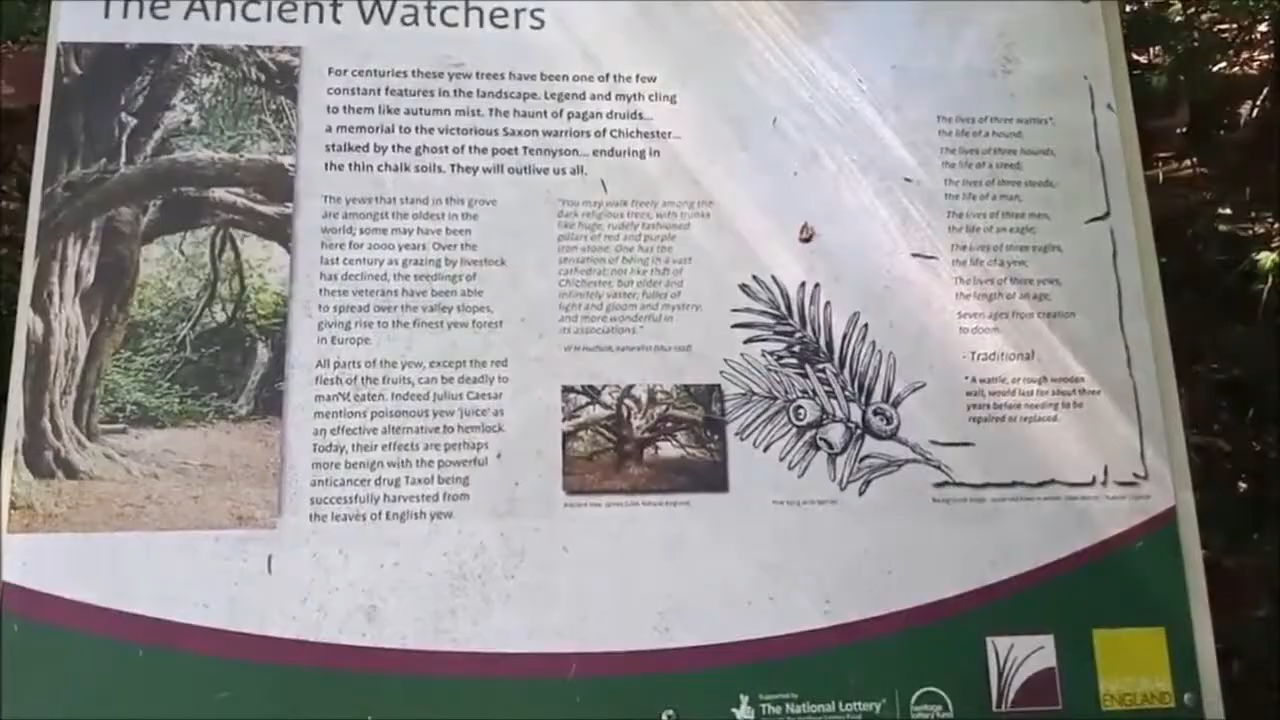 The Ancient Watchers
For centuries these yew trees have been one of the few
constant features in the landscape. Legend and myth cling
to them like autumn mist. The haunt of pagan druids...
a memorial to the victorious Saxon warriors of Chichester...
stalked by the ghost of the poet Tennyson... enduring in
the thin chalk soils. They will outlive us all.
The yews that stand in this grove
are amongst the oldest in the
world; some may have been
here for 2000 years. Over the
last century as grazing by livestock
has declined, the seedlings of
these veterans have been able
to spread over the valley slopes,
giving rise to the finest yew forest
in Europe.
All parts of the yew, except the red
flesh of the fruits, can be deadly to
man if eaten. Indeed Julius Caesar
mentions poisonous yew 'juice' as
an effective alternative to hemlock.
Today, their effects are perhaps
more benign with the powerful
anticancer drug Taxol being
successfully harvested from
the leaves of English yew.
"You may walk freely among the
dark religious trees, with trunks
like huge, rudely fashioned
pillars of red and purple
iron-stone. One has the
sensation of being in a vast
cathedral; not like that of
Chichester, but older and
infinitely vaster, fuller of
light and gloom and mystery,
and more wonderful in
its associations."
W H Hudson, naturalist
Ancient tree. Natural England
Yew sprig with berries
The lives of three wattles*,
the life of a hound;
The lives of three hounds,
the life of a steed;
The lives of three steeds,
the life of a man;
The lives of three men,
the life of an eagle;
The lives of three eagles,
the life of a yew;
The lives of three yews,
the length of an age;
Seven ages from creation
to doom.
- Traditional
* A wattle, or rough wooden
wall, would last for about three
years before needing to be
repaired or replaced.
Supported by
The National Lottery®
heritage
lottery fund
ENGLAND